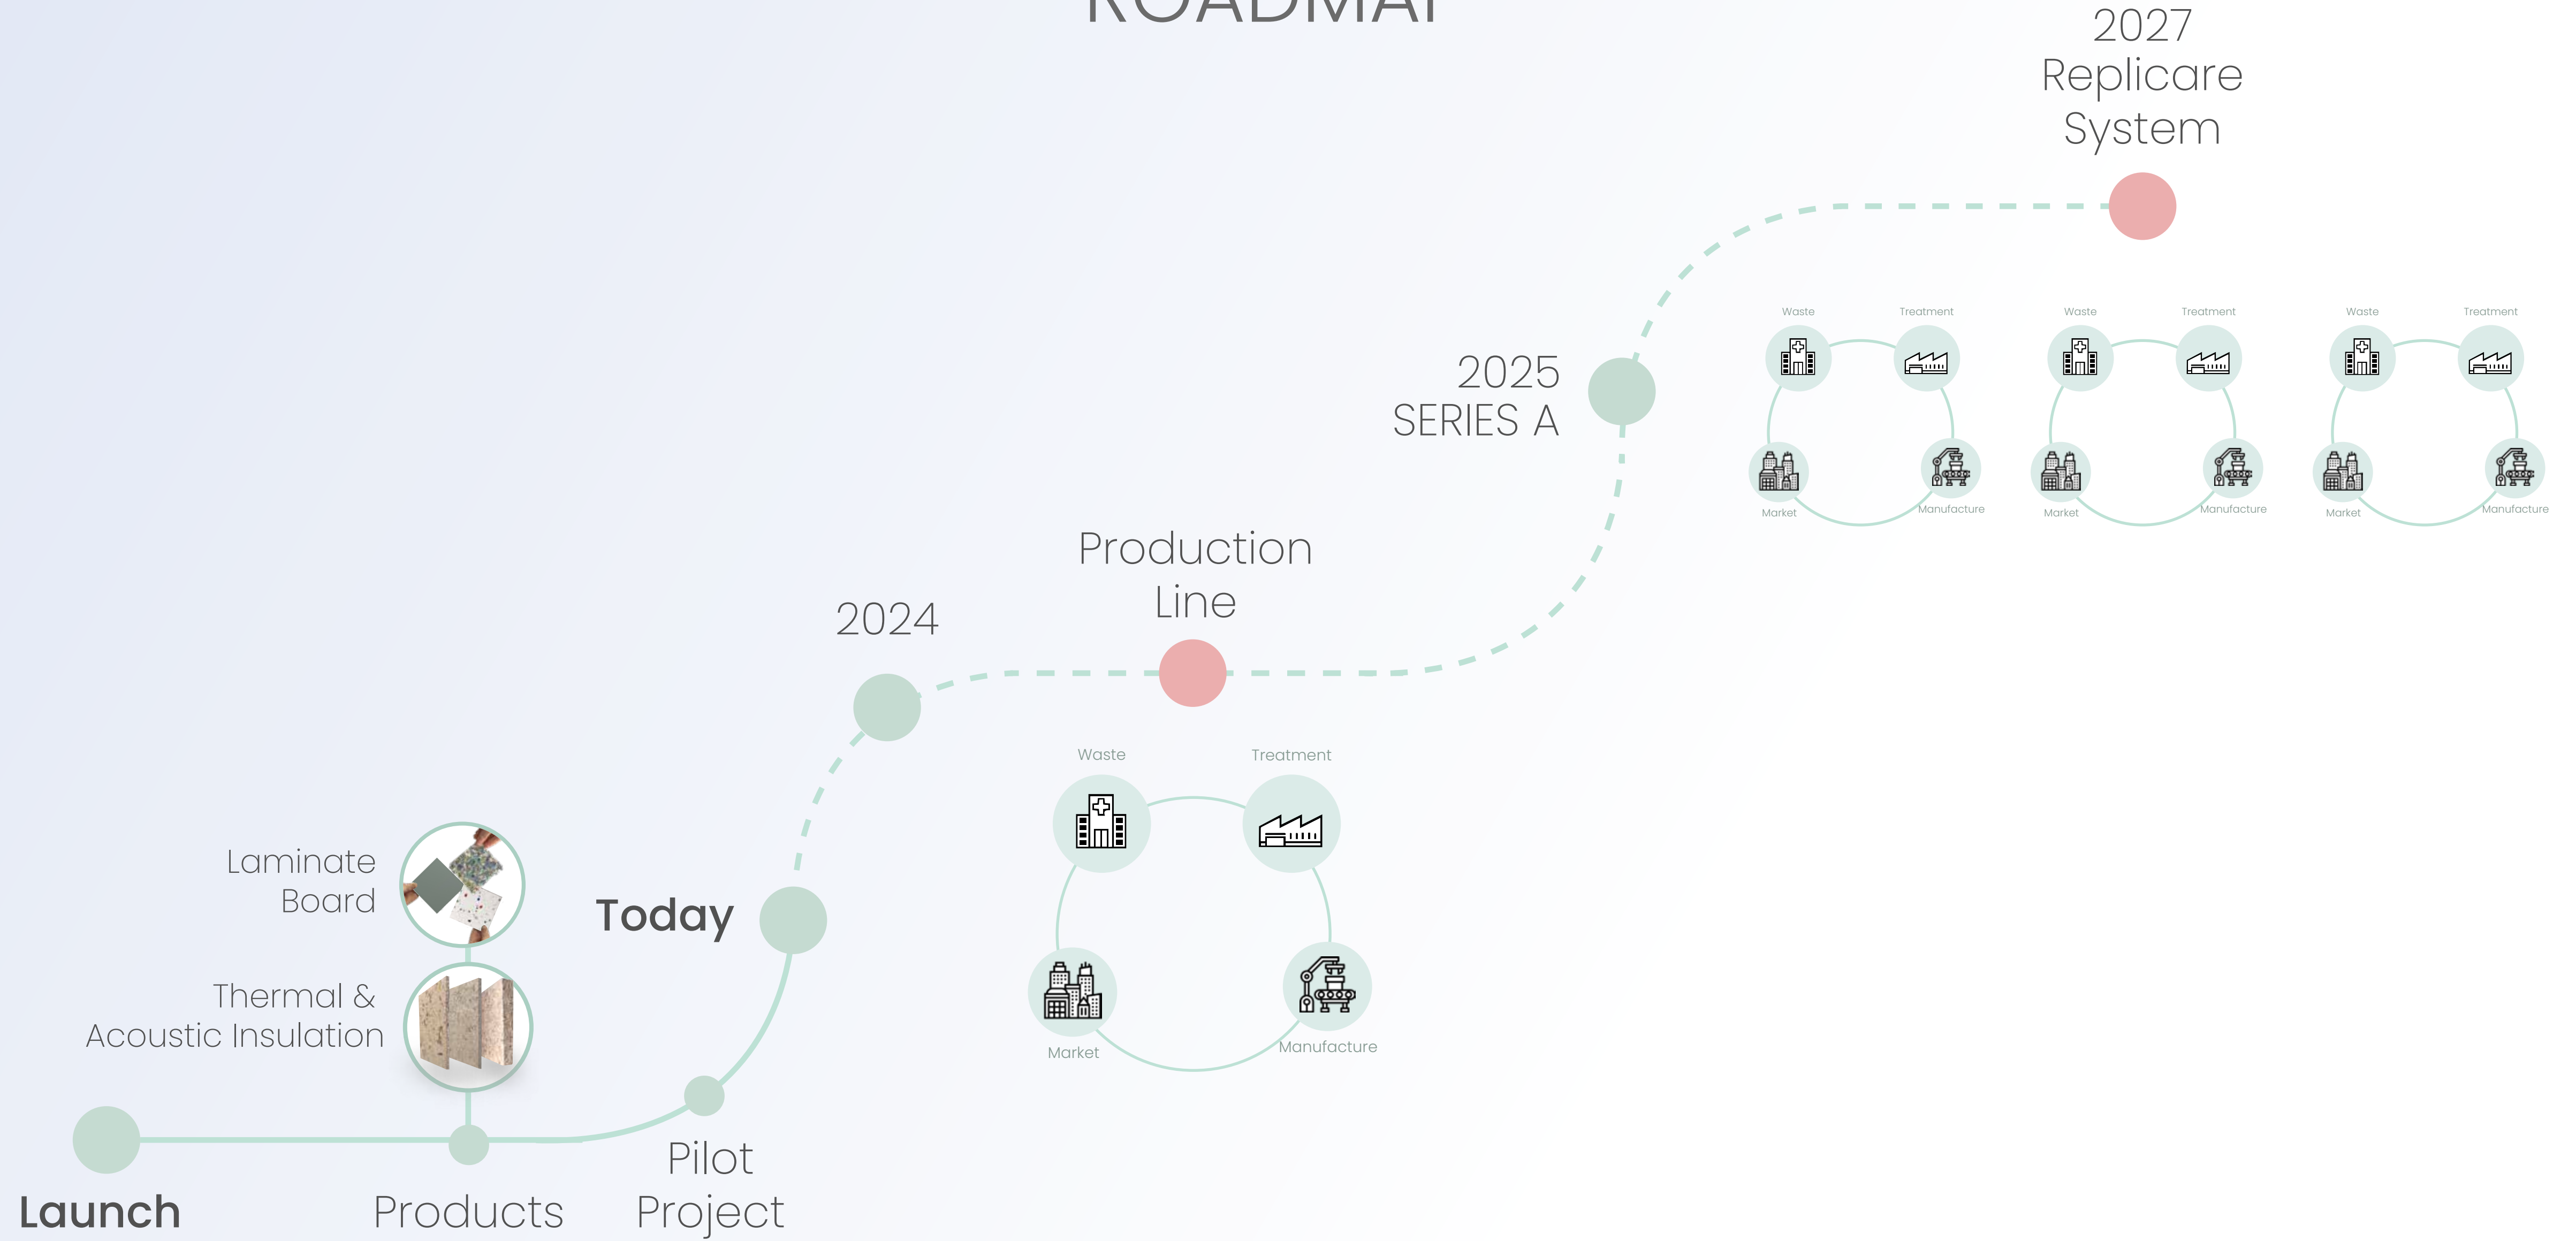 ROADMAP
2027
Replicare
System
Waste
Treatment
Waste
Treatment
Waste
Treatment
2025
SERIES A
Market
Manufacture
Market
Manufacture
Market
Manufacture
Production
Line
2024
Waste
Treatment
Laminate
Board
Today
Thermal &
Acoustic Insulation
Market
Manufacture
Pilot
Project
Launch
Products